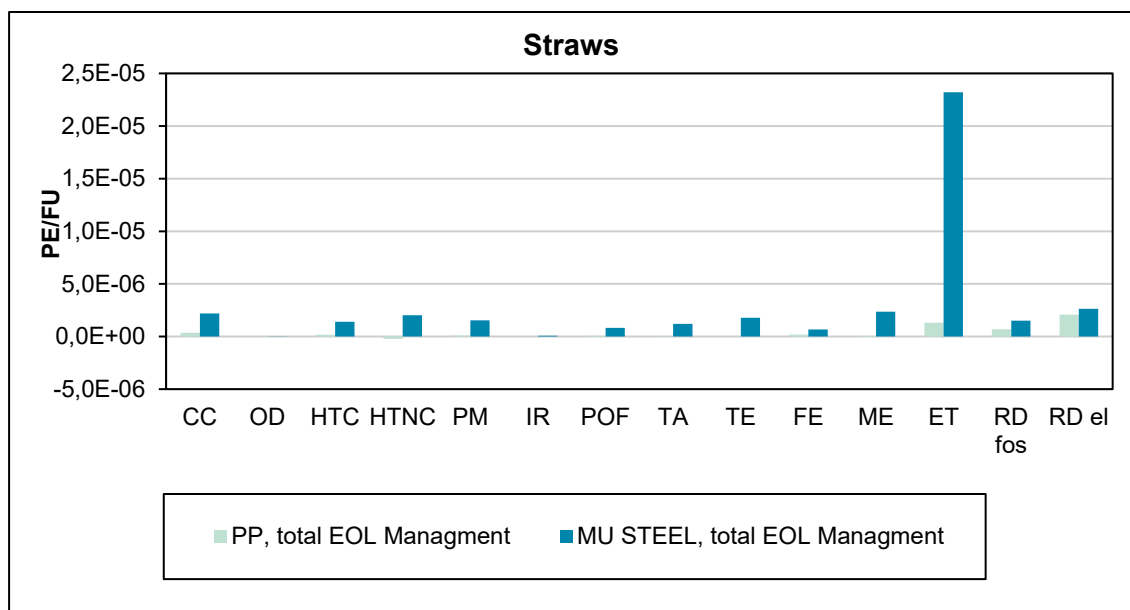 Straws
PE/FU
2,5E-05
2,0E-05
1,5E-05
1,0E-05
5,0E-06
0,0E+00
-5,0E-06
CC OD HTC HTNC PM IR POF TA TE FE ME ET RD fos RD el
PP, total EOL Managment MU STEEL, total EOL Managment